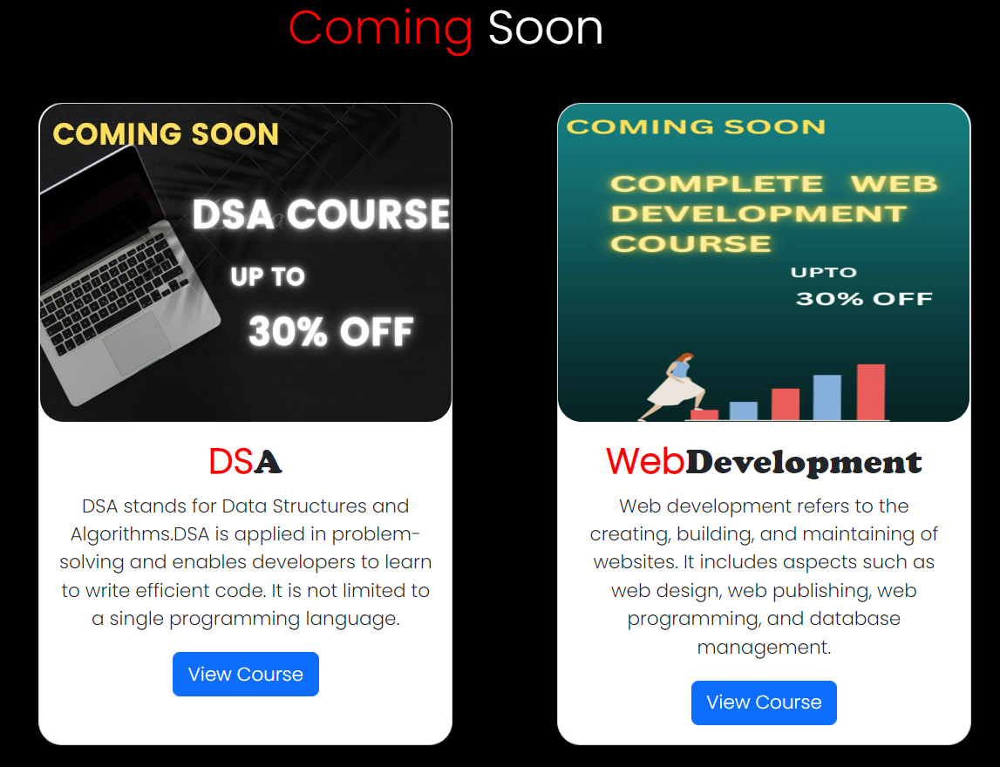 Coming Soon
COMING SOON
DSA COURSE
UP TO
30% OFF
DSA
DSA stands for Data Structures and
Algorithms.DSA is applied in problem-
solving and enables developers to learn
to write efficient code. It is not limited to
a single programming language.
View Course
COMING SOON
COMPLETE WEB
DEVELOPMENT
COURSE
UPTO
30% OFF
WebDevelopment
Web development refers to the
creating, building, and maintaining of
websites. It includes aspects such as
web design, web publishing, web
programming, and database
management.
View Course